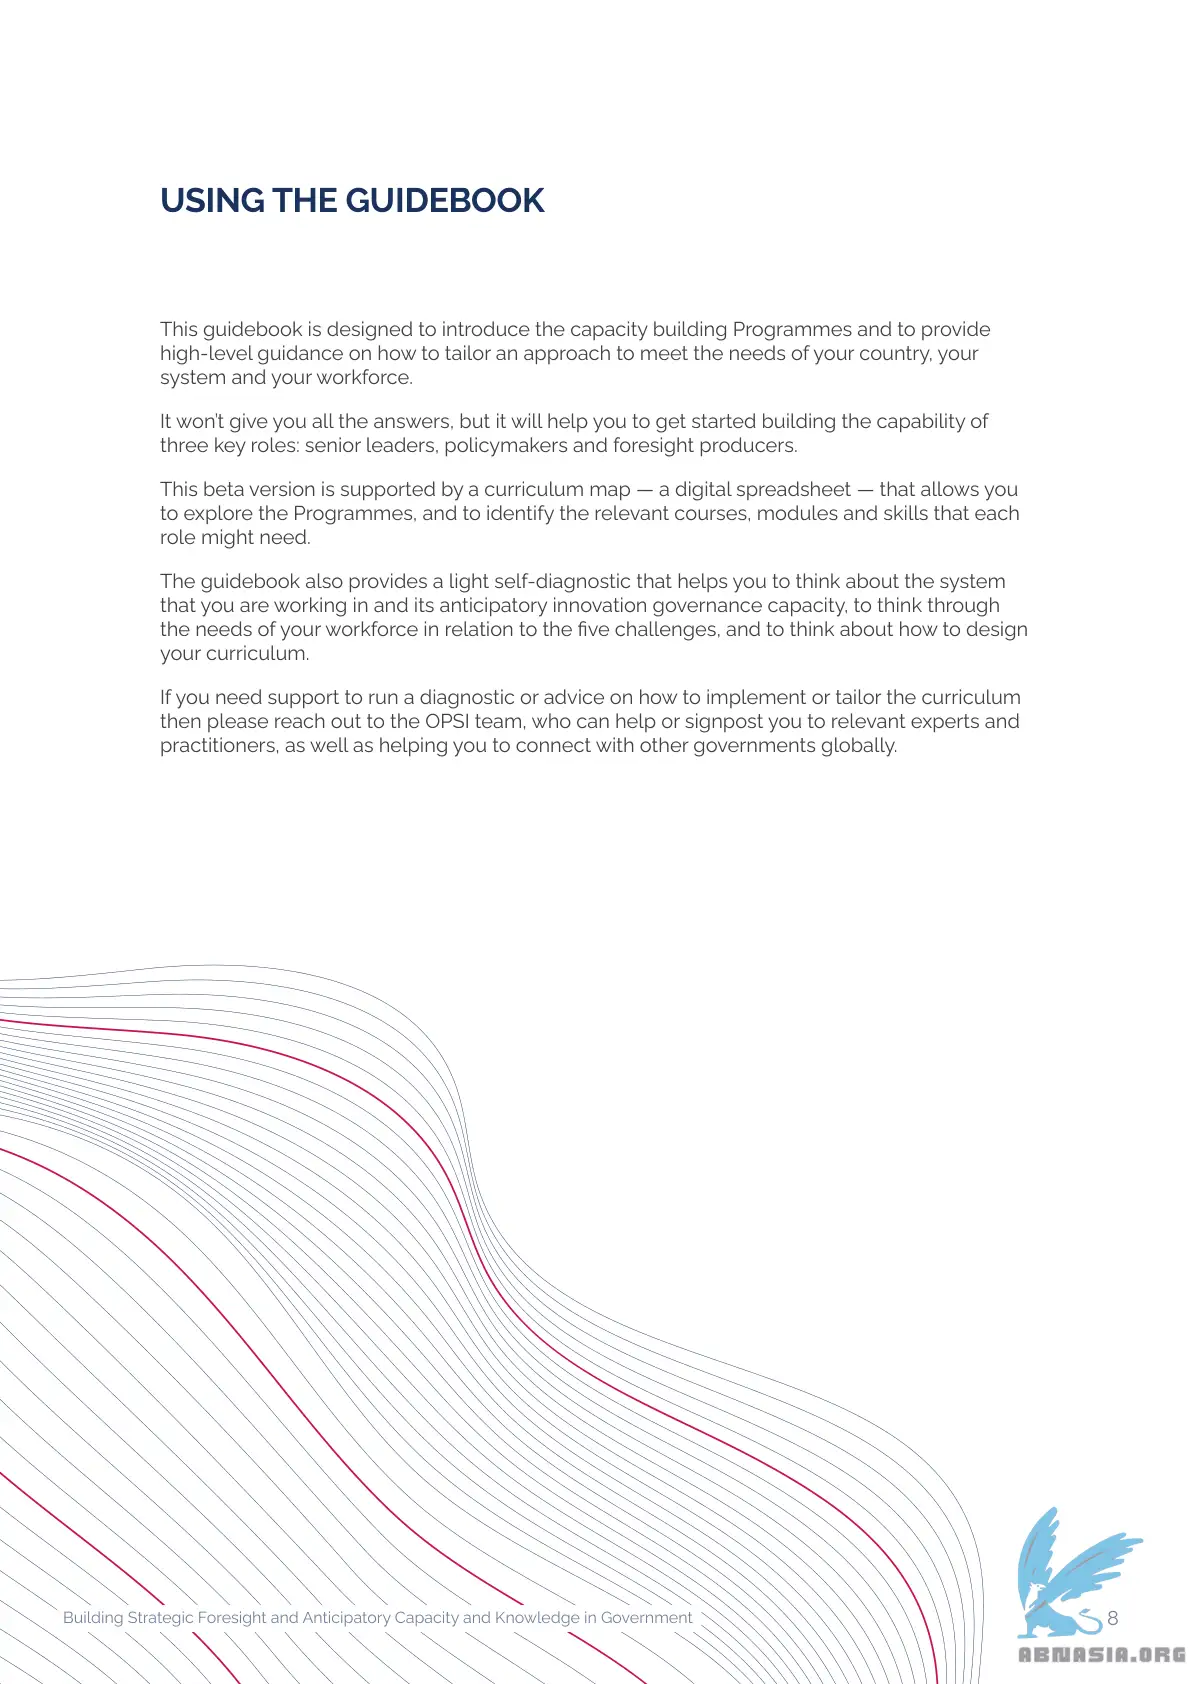 USING THE GUIDEBOOK
This guidebook is designed to introduce the capacity building Programmes and to provide
high-level guidance on how to tailor an approach to meet the needs of your country, your
system and your workforce.
It won't give you all the answers, but it will help you to get started building the capability of
three key roles: senior leaders, policymakers and foresight producers.
This beta version is supported by a curriculum map — a digital spreadsheet — that allows you
to explore the Programmes, and to identify the relevant courses, modules and skills that each
role might need.
The guidebook also provides a light self-diagnostic that helps you to think about the system
that you are working in and its anticipatory innovation governance capacity, to think through
the needs of your workforce in relation to the five challenges, and to think about how to design
your curriculum.
If you need support to run a diagnostic or advice on how to implement or tailor the curriculum
then please reach out to the OPSI team, who can help or signpost you to relevant experts and
practitioners, as well as helping you to connect with other governments globally.
Building Strategic Foresight and Anticipatory Capacity and Knowledge in Government
8
ABNASIA.ORG